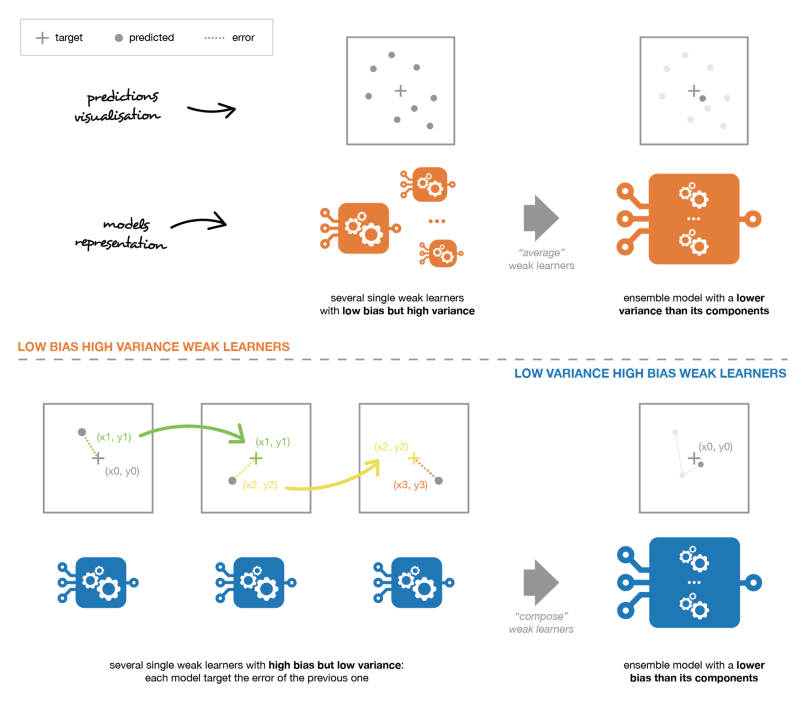 target
predicted
error
predictions
visualisation
models
representation
"average"
weak learners
several single weak learners
with low bias but high variance
ensemble model with a lower
variance than its components
LOW BIAS HIGH VARIANCE WEAK LEARNERS
LOW VARIANCE HIGH BIAS WEAK LEARNERS
(x1, y1)
(x0, y0)
(x1, y1)
(x2, y2)
(x2, y2)
(x3, y3)
(x0, y0)
"compose"
weak learners
several single weak learners with high bias but low variance:
each model target the error of the previous one
ensemble model with a lower
bias than its components